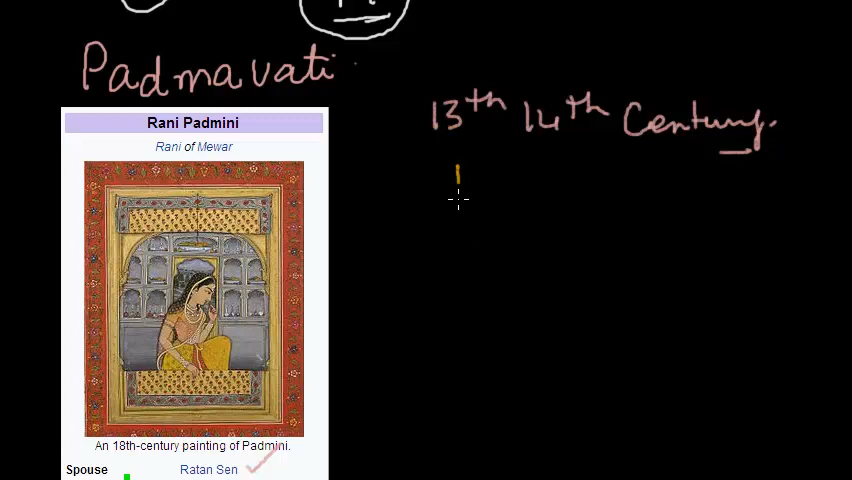 Padmavati
13th 14th Century.
Rani Padmini
Rani of Mewar
An 18th-century painting of Padmini.
Spouse Ratan Sen